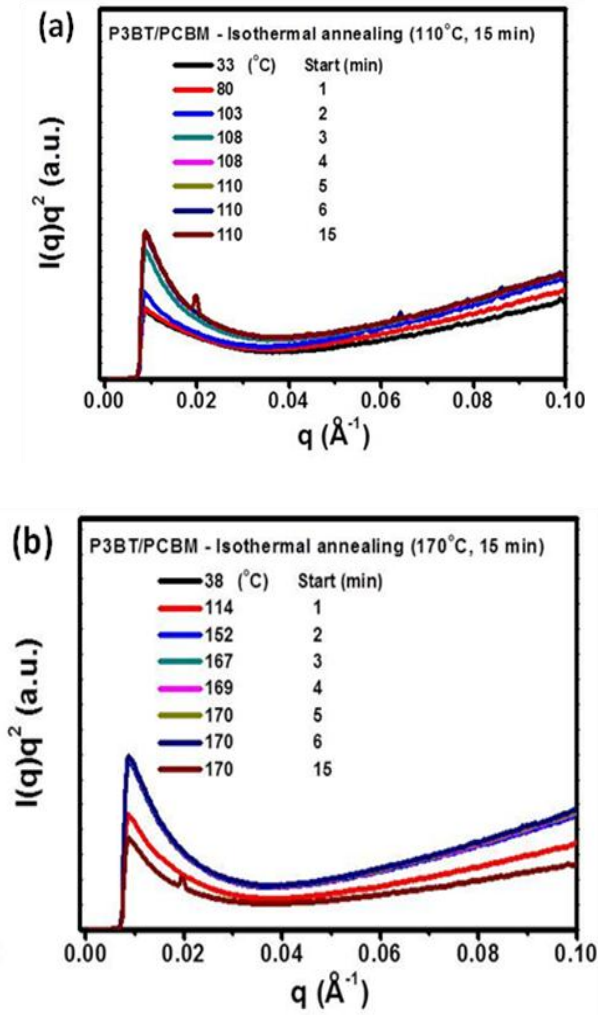 (a)
P3BT/PCBM - Isothermal annealing (110°C, 15 min)
33 (°C) Start (min)
80 1
103 2
108 3
108 4
110 5
110 6
110 15
I(q)q² (a.u.)
0.00 0.02 0.04 0.06 0.08 0.10
q (Å⁻¹)
(b)
P3BT/PCBM - Isothermal annealing (170°C, 15 min)
38 (°C) Start (min)
114 1
152 2
167 3
169 4
170 5
170 6
170 15
I(q)q² (a.u.)
0.00 0.02 0.04 0.06 0.08 0.10
q (Å⁻¹)